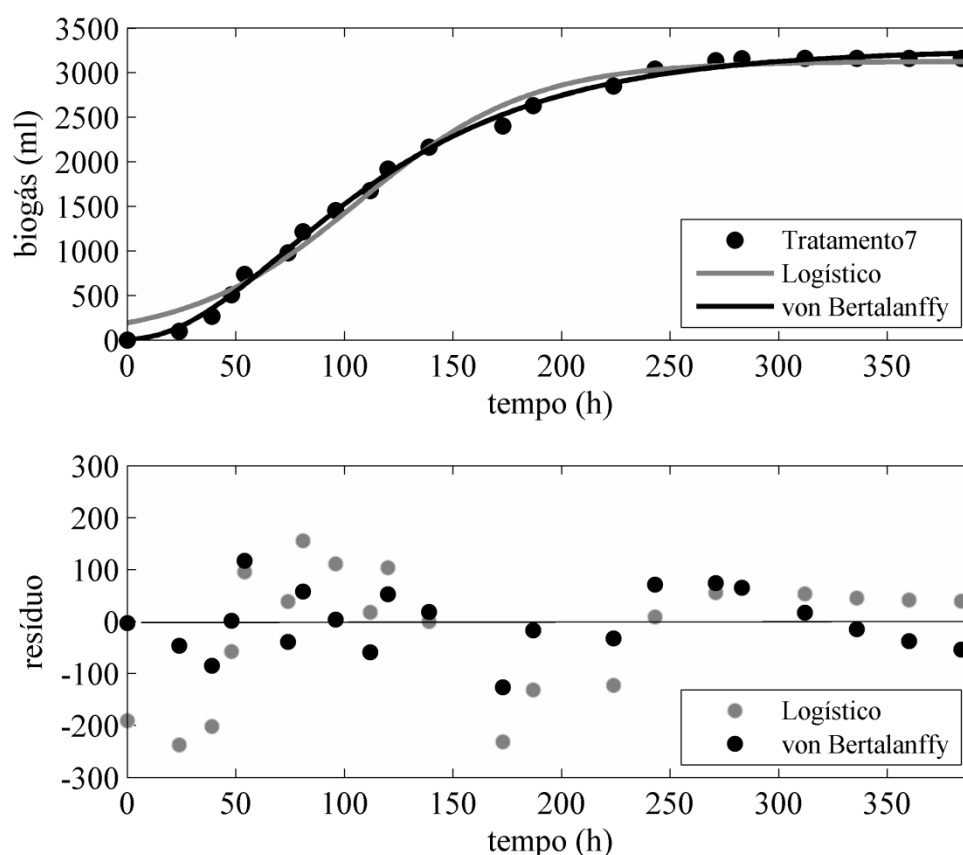 3500
3000
2500
2000
1500
1000
500
0
biogás (ml)
Tratamento7
Logístico
von Bertalanffy
0 50 100 150 200 250 300 350
tempo (h)
300
200
100
0
-100
-200
-300
resíduo
Logístico
von Bertalanffy
0 50 100 150 200 250 300 350
tempo (h)